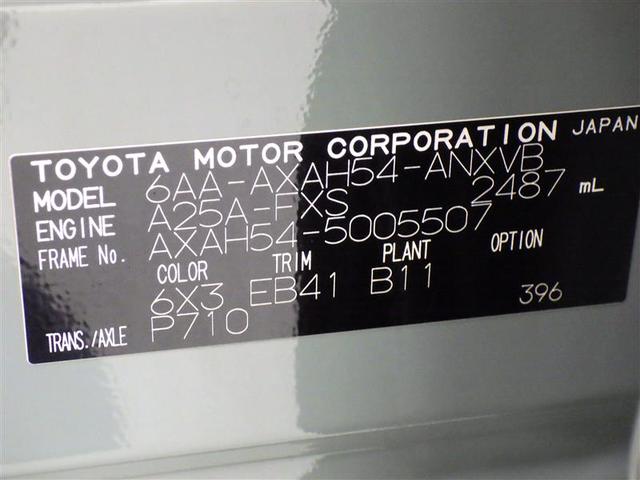 TOYOTA MOTOR CORPORATION JAPAN
MODEL 6AA-AXAH54-ANXVB
ENGINE A25A-FXS 2487 mL
FRAME No. AXAH54-5005507
COLOR TRIM PLANT OPTION
6X3 EB41 B11
TRANS./AXLE P710 396